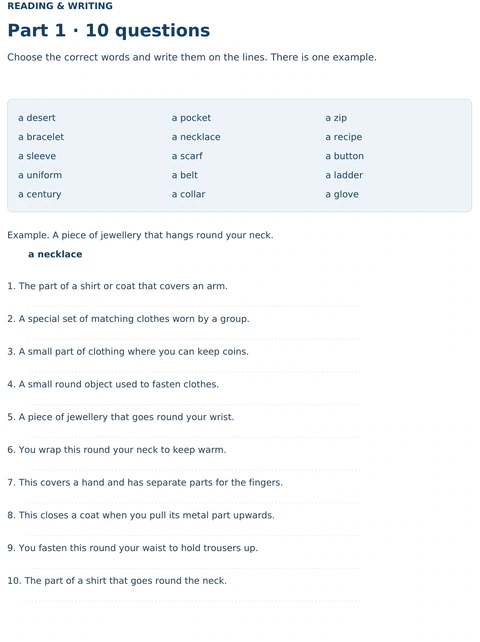 READING & WRITING
Part 1 · 10 questions
Choose the correct words and write them on the lines. There is one example.
a desert a pocket a zip
a bracelet a necklace a recipe
a sleeve a scarf a button
a uniform a belt a ladder
a century a collar a glove
Example. A piece of jewellery that hangs round your neck.
a necklace
1. The part of a shirt or coat that covers an arm.
2. A special set of matching clothes worn by a group.
3. A small part of clothing where you can keep coins.
4. A small round object used to fasten clothes.
5. A piece of jewellery that goes round your wrist.
6. You wrap this round your neck to keep warm.
7. This covers a hand and has separate parts for the fingers.
8. This closes a coat when you pull its metal part upwards.
9. You fasten this round your waist to hold trousers up.
10. The part of a shirt that goes round the neck.